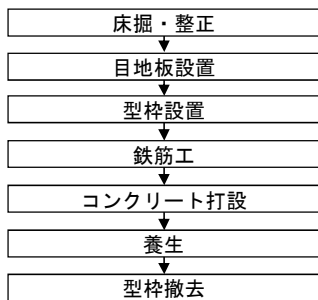 床掘・整正
目地板設置
型枠設置
鉄筋工
コンクリート打設
養生
型枠撤去